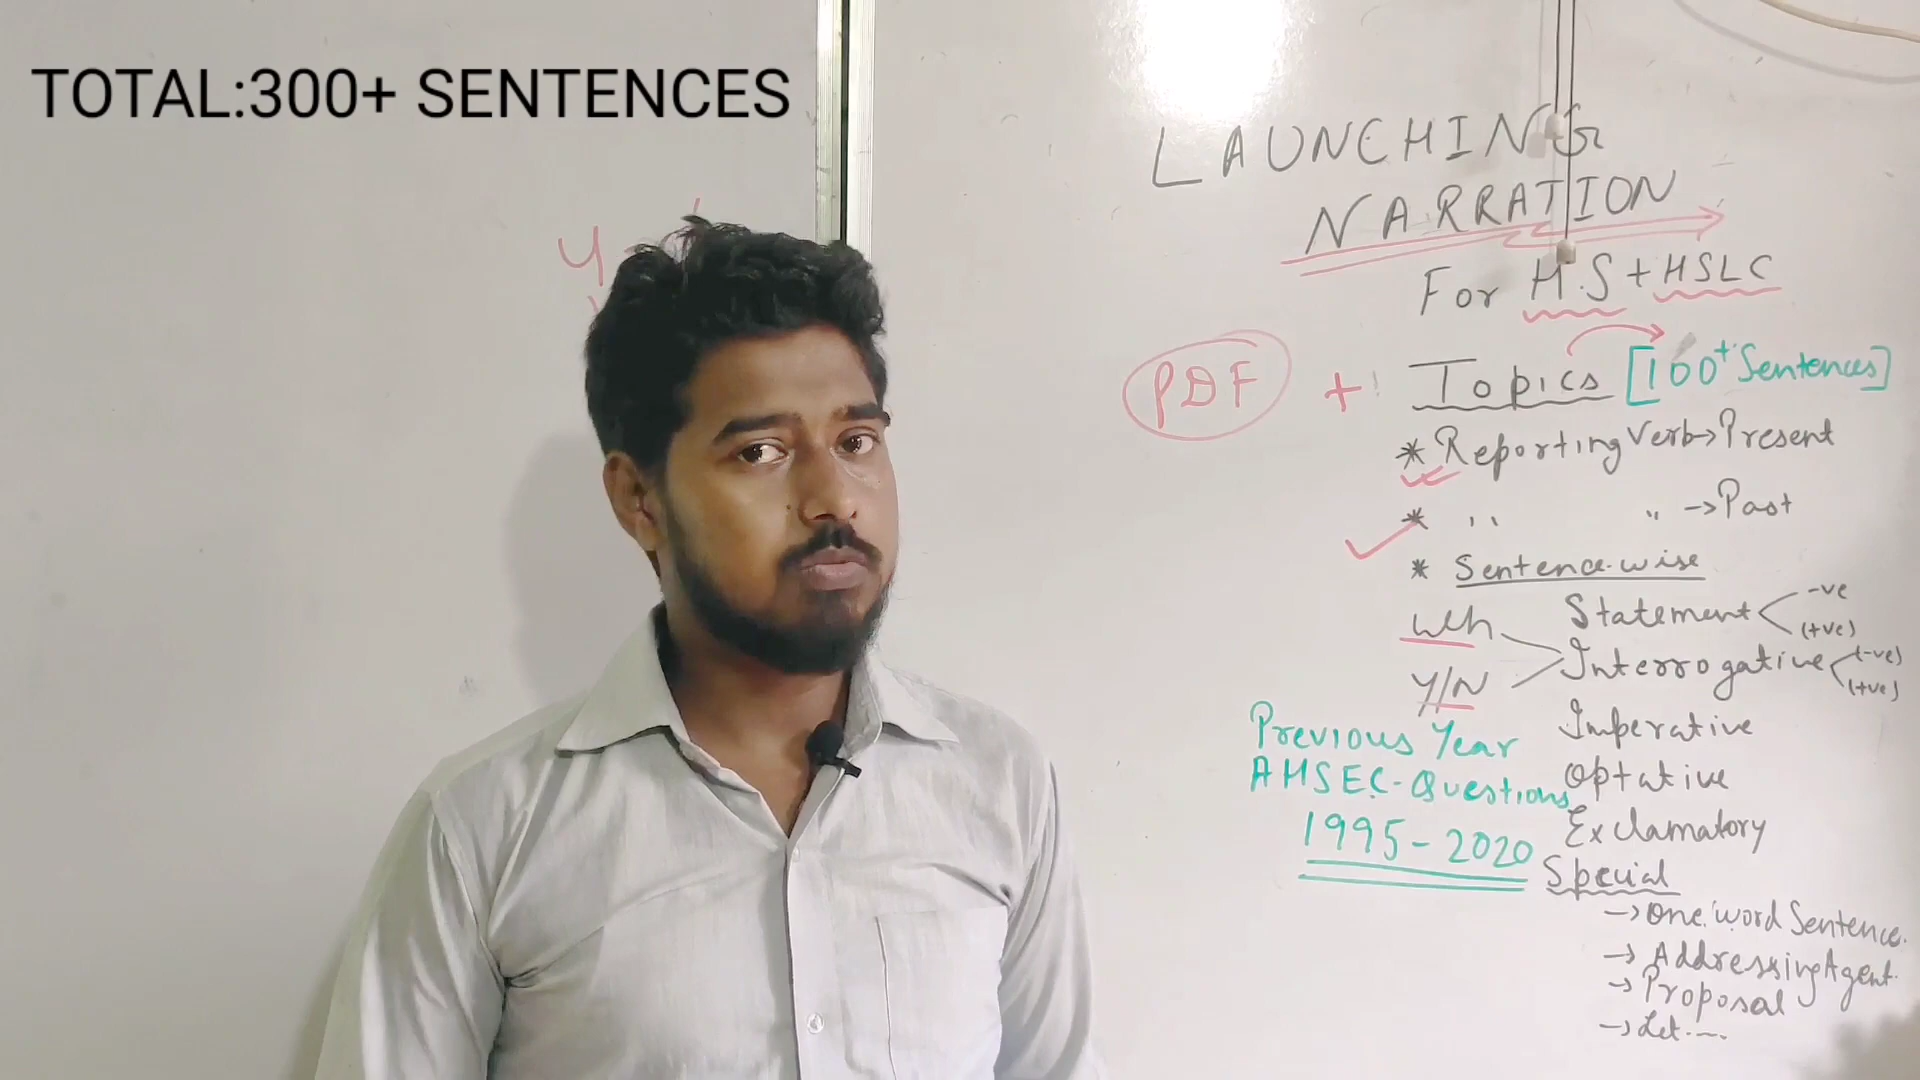 TOTAL:300+ SENTENCES
LAUNCHING
NARRATION
For H.S + HSLC
PDF + Topics [100+ Sentences]
* Reporting Verb→Present
* " " →Past
* Sentence.wise
Wh Statement -ve (+ve)
Y/N Interrogative (-ve) (+ve)
Imperative
Optative
Exclamatory
Previous Year
AHSEC-Questions
1995-2020
Special
→One word Sentence.
→Addressing Agent.
→Proposal
→Let----